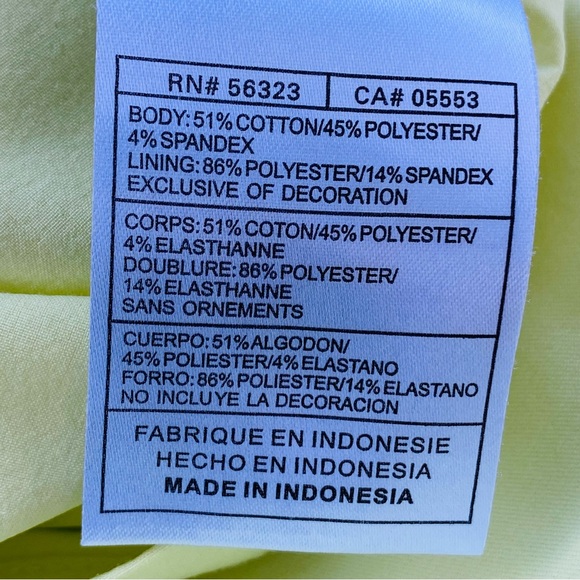 RN# 56323 CA# 05553
BODY: 51% COTTON/45% POLYESTER/
4% SPANDEX
LINING: 86% POLYESTER/14% SPANDEX
EXCLUSIVE OF DECORATION
CORPS: 51% COTON/45% POLYESTER/
4% ELASTHANNE
DOUBLURE: 86% POLYESTER/
14% ELASTHANNE
SANS ORNEMENTS
CUERPO: 51% ALGODON/
45% POLIESTER/4% ELASTANO
FORRO: 86% POLIESTER/14% ELASTANO
NO INCLUYE LA DECORACION
FABRIQUE EN INDONESIE
HECHO EN INDONESIA
MADE IN INDONESIA